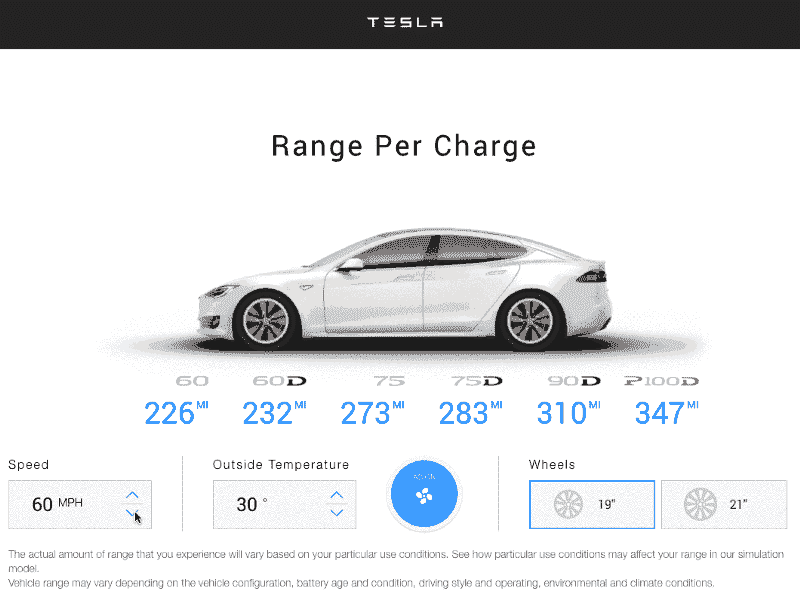 TESLA
Range Per Charge
60 60D 75 75D 90D P100D
226 MI 232 MI 273 MI 283 MI 310 MI 347 MI
Speed
60 MPH
Outside Temperature
30 °
AC ON
Wheels
19"
21"
The actual amount of range that you experience will vary based on your particular use conditions. See how particular use conditions may affect your range in our simulation
model.
Vehicle range may vary depending on the vehicle configuration, battery age and condition, driving style and operating, environmental and climate conditions.